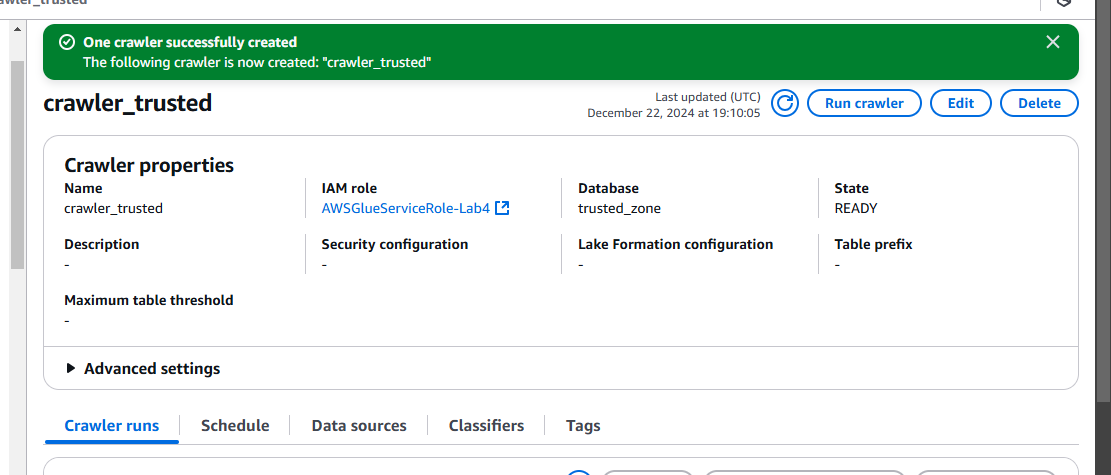 crawler_trusted
One crawler successfully created
The following crawler is now created: "crawler_trusted"
crawler_trusted
Last updated (UTC)
December 22, 2024 at 19:10:05
Run crawler
Edit
Delete
Crawler properties
Name
crawler_trusted
IAM role
AWSGlueServiceRole-Lab4
Database
trusted_zone
State
READY
Description
-
Security configuration
-
Lake Formation configuration
-
Table prefix
-
Maximum table threshold
-
Advanced settings
Crawler runs
Schedule
Data sources
Classifiers
Tags